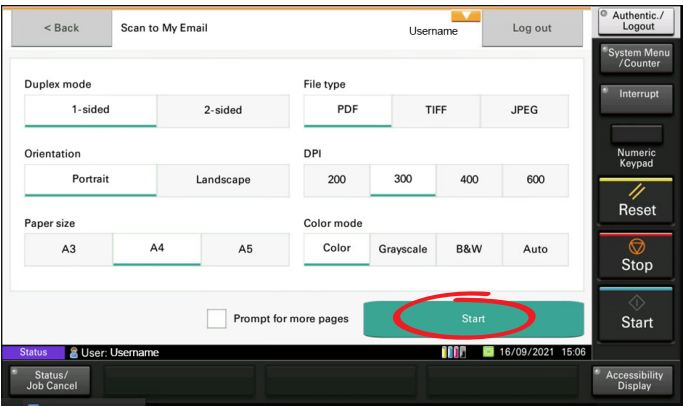 < Back
Scan to My Email
Username
Log out
Authentic./
Logout
System Menu
/Counter
Interrupt
Numeric
Keypad
Reset
Stop
Start
Duplex mode
1-sided
2-sided
File type
PDF
TIFF
JPEG
Orientation
Portrait
Landscape
DPI
200
300
400
600
Paper size
A3
A4
A5
Color mode
Color
Grayscale
B&W
Auto
Prompt for more pages
Start
Status
User: Username
16/09/2021 15:06
Status/
Job Cancel
Accessibility
Display